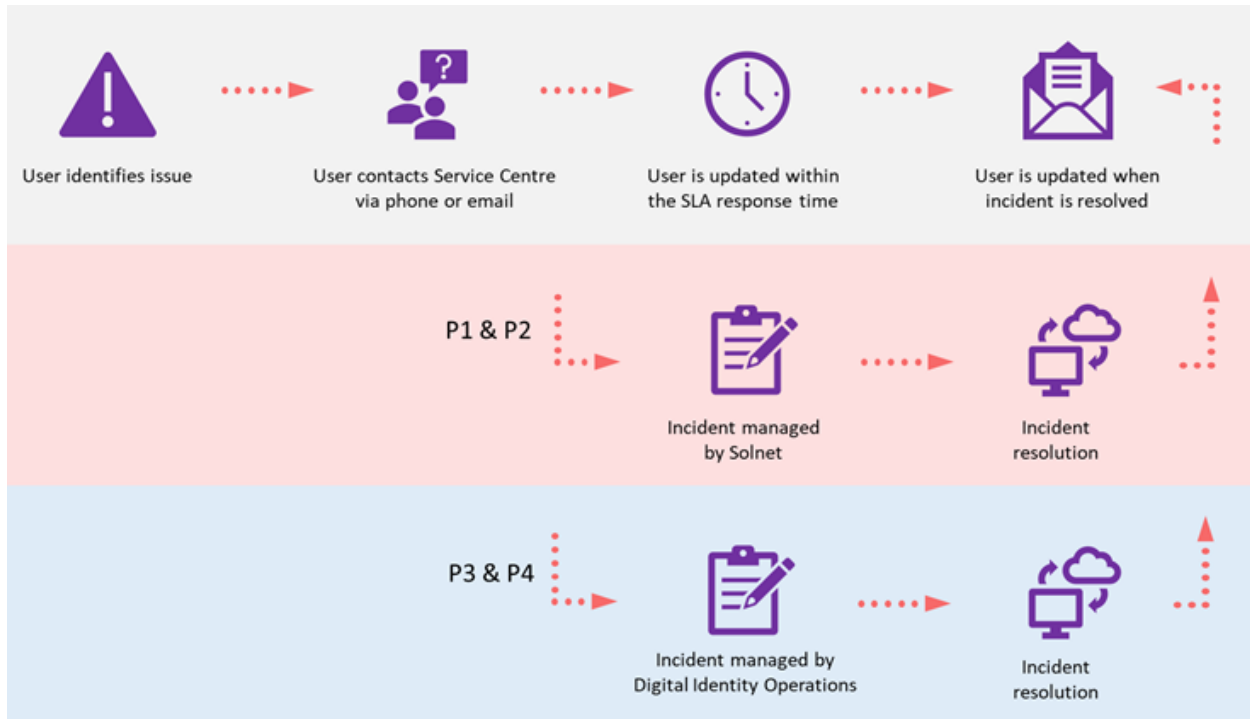 ?
User identifies issue
User contacts Service Centre
via phone or email
User is updated within
the SLA response time
User is updated when
incident is resolved
P1 & P2
Incident managed
by Solnet
Incident
resolution
P3 & P4
Incident managed by
Digital Identity Operations
Incident
resolution